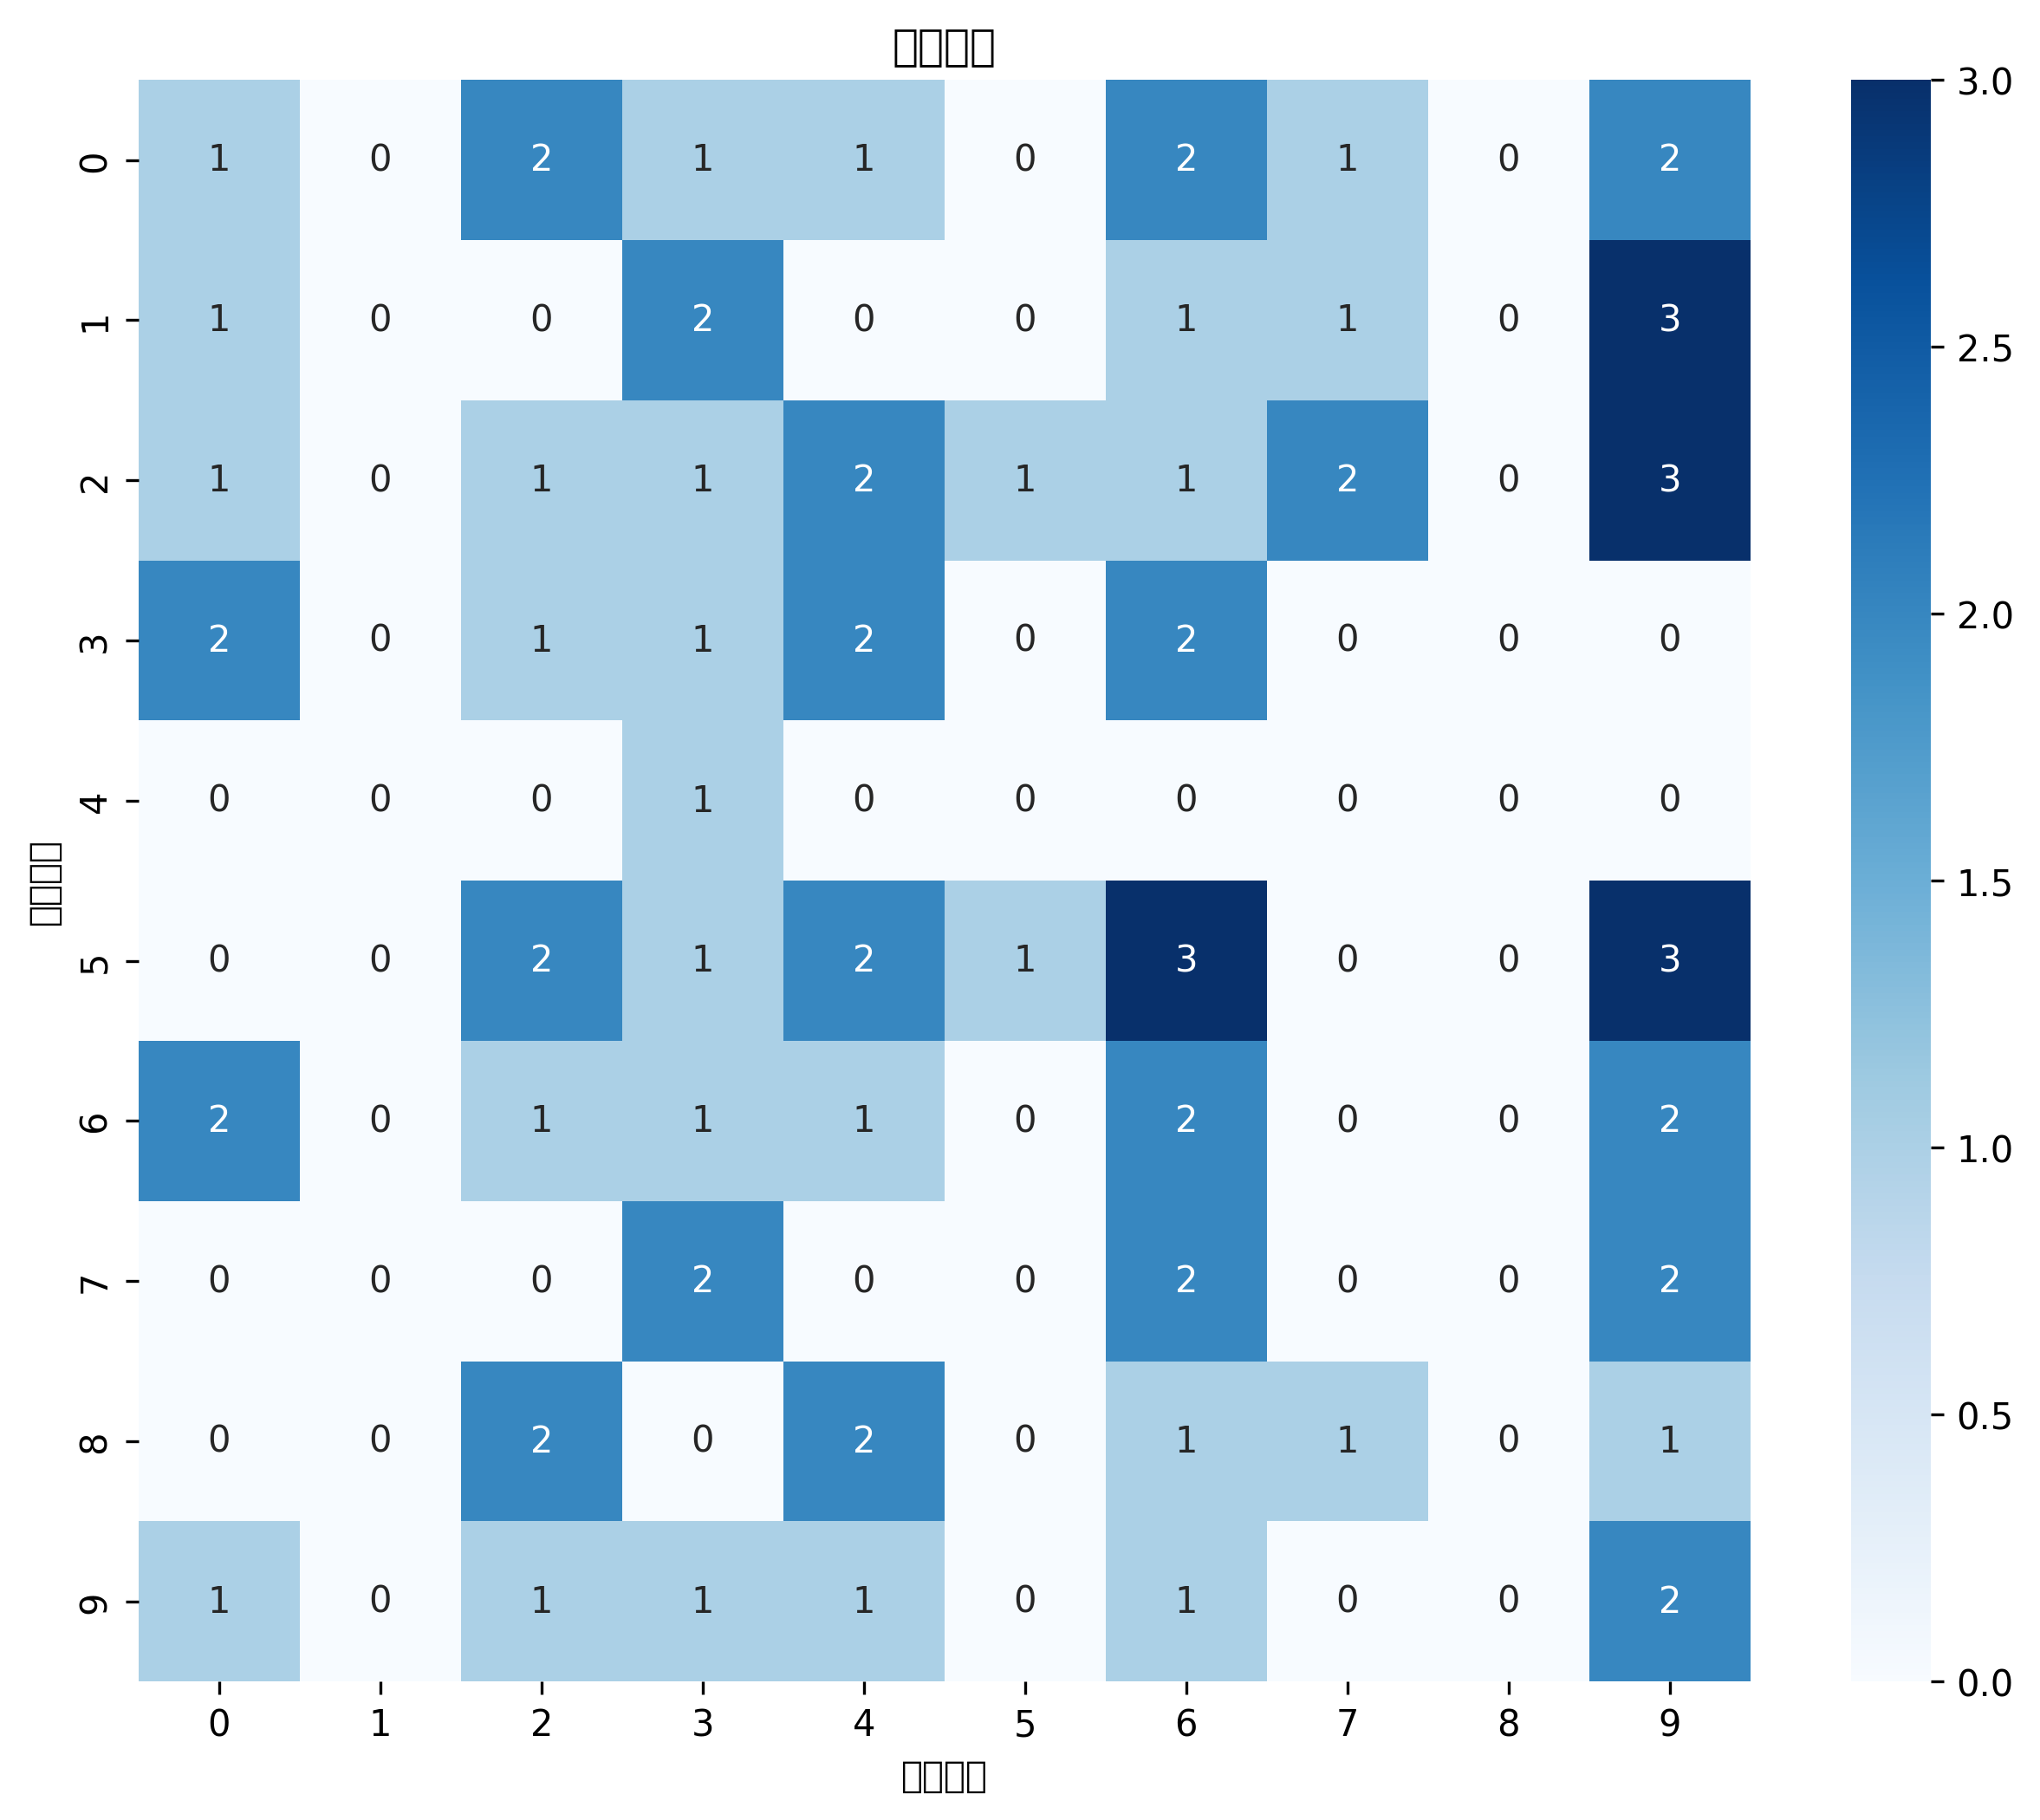 0 1 0 2 1 1 0 2 1 0 2
1 1 0 0 2 0 0 1 1 0 3
2 1 0 1 1 2 1 1 2 0 3
3 2 0 1 1 2 0 2 0 0 0
4 0 0 0 1 0 0 0 0 0 0
5 0 0 2 1 2 1 3 0 0 3
6 2 0 1 1 1 0 2 0 0 2
7 0 0 0 2 0 0 2 0 0 2
8 0 0 2 0 2 0 1 1 0 1
9 1 0 1 1 1 0 1 0 0 2
0 1 2 3 4 5 6 7 8 9
3.0
2.5
2.0
1.5
1.0
0.5
0.0